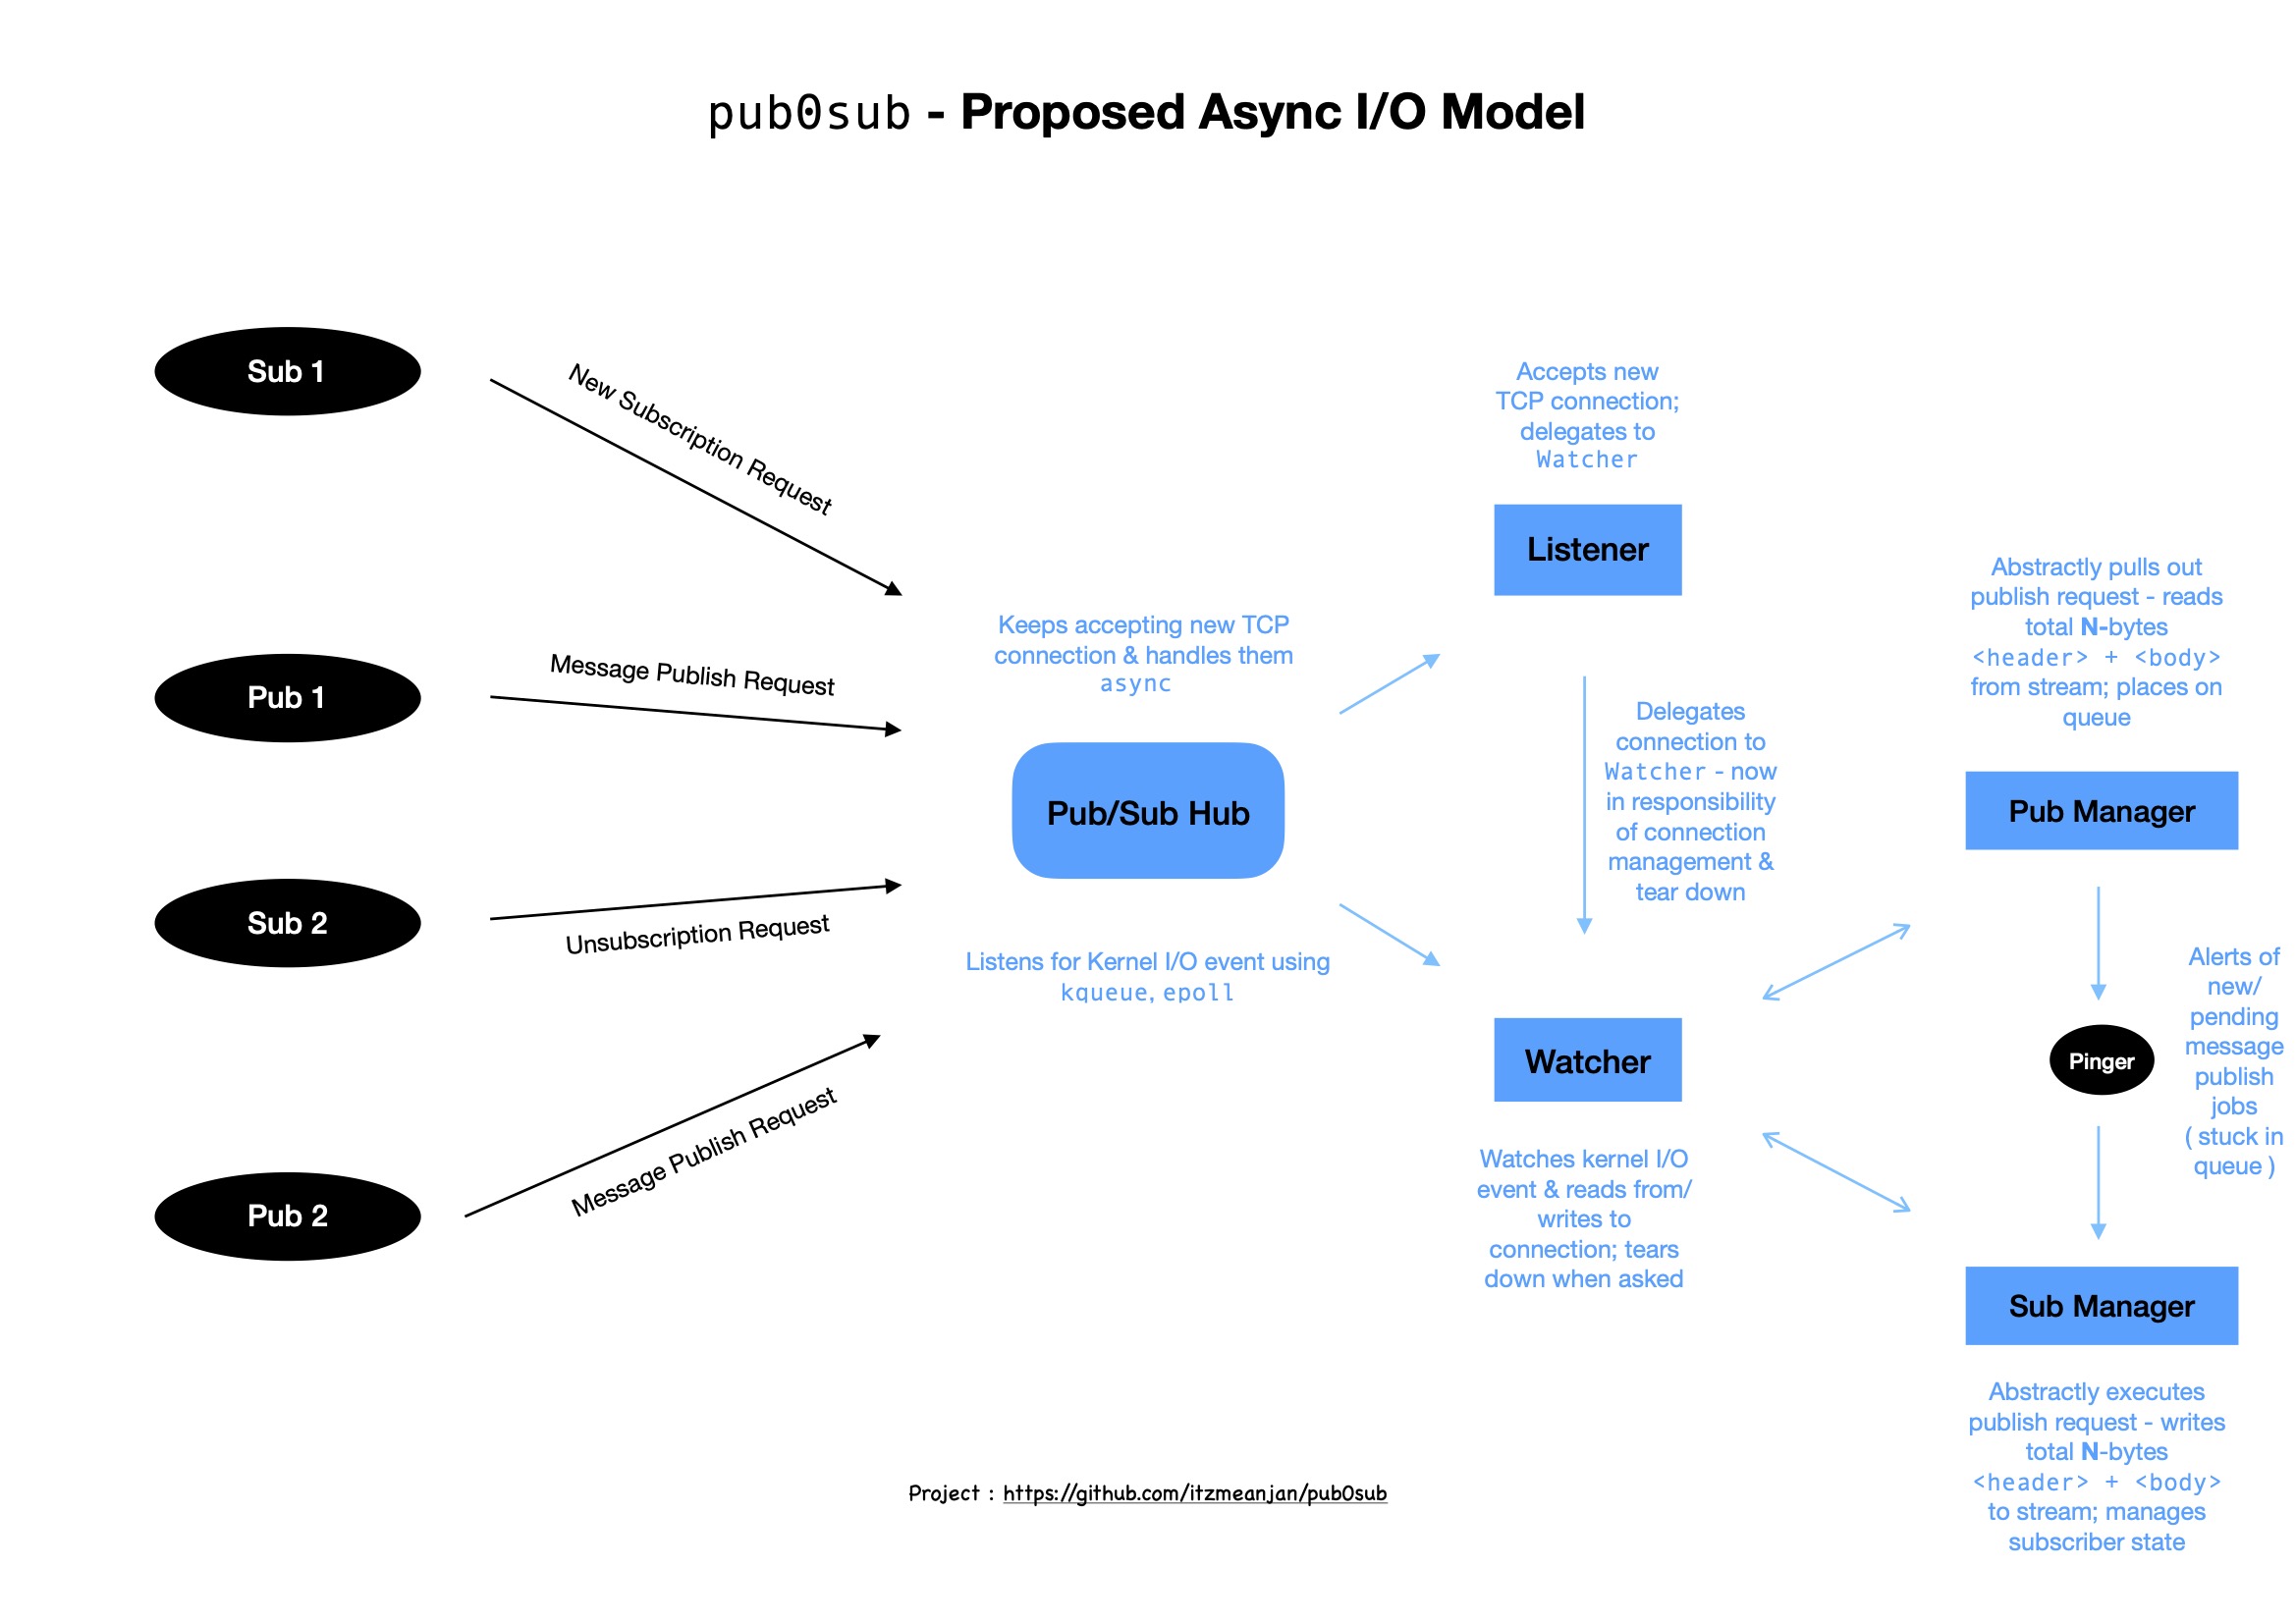 pub0sub - Proposed Async I/O Model
Sub 1
New Subscription Request
Pub 1
Message Publish Request
Sub 2
Unsubscription Request
Pub 2
Message Publish Request
Keeps accepting new TCP
connection & handles them
async
Pub/Sub Hub
Listens for Kernel I/O event using
kqueue, epoll
Accepts new
TCP connection;
delegates to
Watcher
Listener
Delegates
connection to
Watcher - now
in responsibility
of connection
management &
tear down
Watcher
Watches kernel I/O
event & reads from/
writes to
connection; tears
down when asked
Abstractly pulls out
publish request - reads
total N-bytes
<header> + <body>
from stream; places on
queue
Pub Manager
Pinger
Alerts of
new/
pending
message
publish
jobs
( stuck in
queue )
Sub Manager
Abstractly executes
publish request - writes
total N-bytes
<header> + <body>
to stream; manages
subscriber state
Project : https://github.com/itzmeanjan/pub0sub